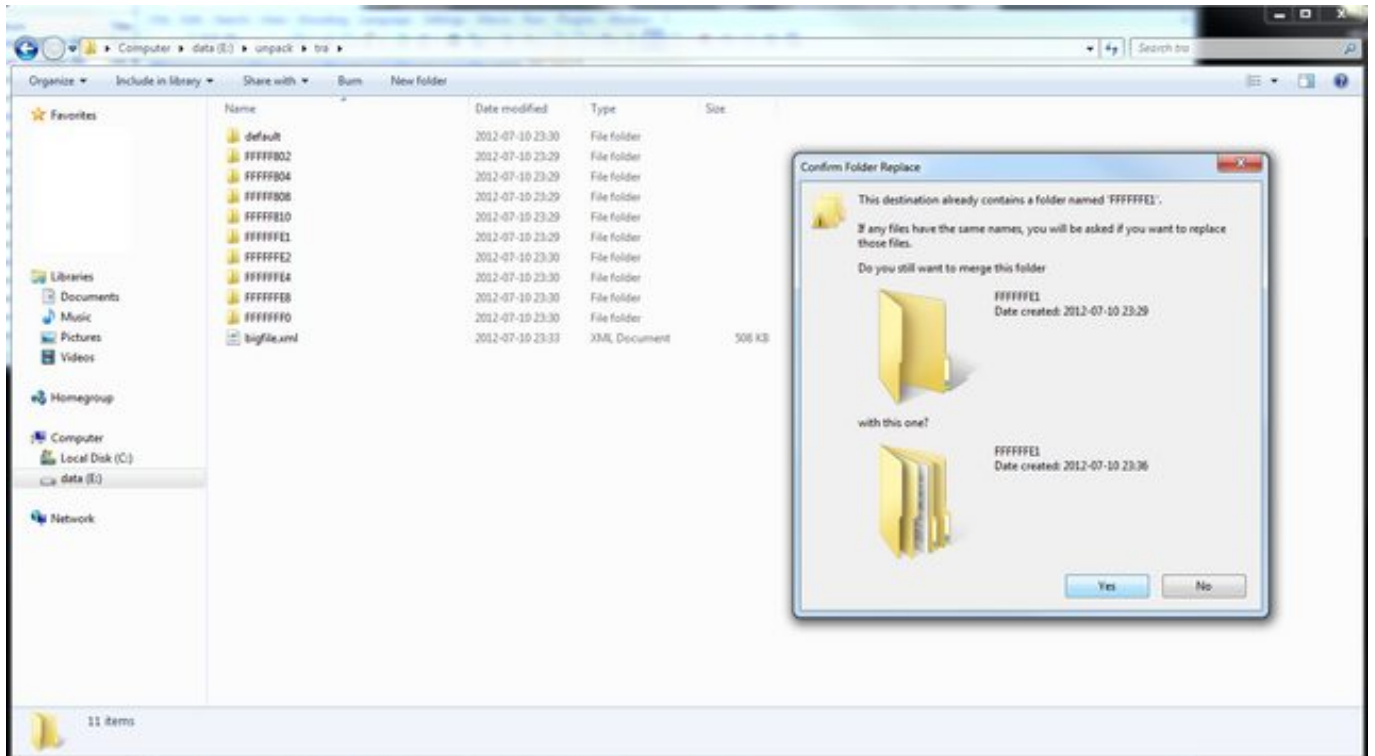 Computer ▸ data (E:) ▸ unpack ▸ tra ▸
Search tra
Organize
Include in library
Share with
Burn
New folder
Favorites
Libraries
Documents
Music
Pictures
Videos
Homegroup
Computer
Local Disk (C:)
data (E:)
Network
Name Date modified Type Size
default 2012-07-10 23:30 File folder
FFFFF802 2012-07-10 23:29 File folder
FFFFF804 2012-07-10 23:29 File folder
FFFFF808 2012-07-10 23:29 File folder
FFFFF810 2012-07-10 23:29 File folder
FFFFFFE1 2012-07-10 23:29 File folder
FFFFFFE2 2012-07-10 23:30 File folder
FFFFFFE4 2012-07-10 23:30 File folder
FFFFFFE8 2012-07-10 23:30 File folder
FFFFFFF0 2012-07-10 23:30 File folder
bigfile.xml 2012-07-10 23:33 XML Document 508 KB
Confirm Folder Replace
This destination already contains a folder named 'FFFFFFE1'.
If any files have the same names, you will be asked if you want to replace
those files.
Do you still want to merge this folder
FFFFFFE1
Date created: 2012-07-10 23:29
with this one?
FFFFFFE1
Date created: 2012-07-10 23:36
Yes
No
11 items